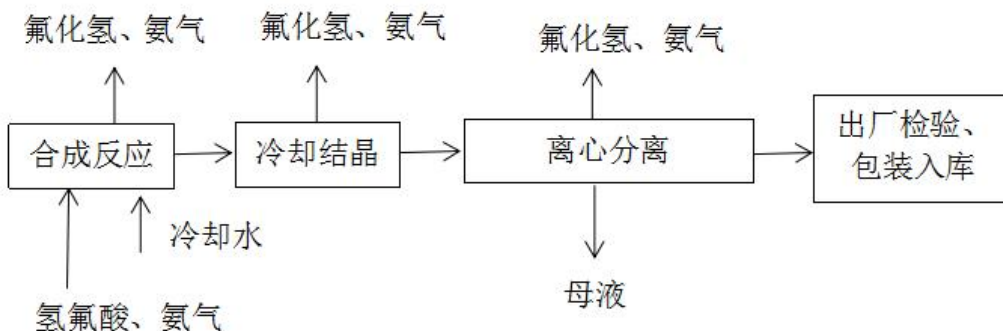 氟化氢、氨气
氟化氢、氨气
氟化氢、氨气
合成反应
冷却结晶
离心分离
出厂检验、
包装入库
冷却水
氢氟酸、氨气
母液